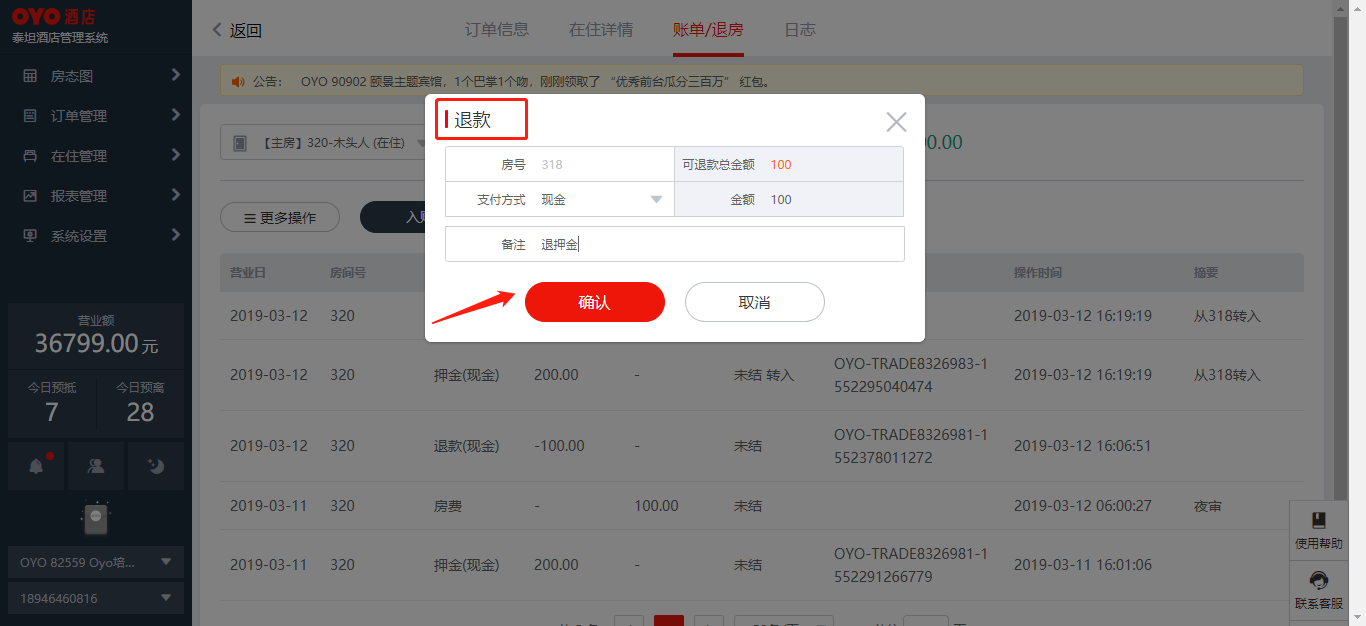 OYO 酒店
泰坦酒店管理系统
房态图
订单管理
在住管理
报表管理
系统设置
营业额
36799.00 元
今日预抵
今日预离
7
28
OYO 82559 Oyo培...
18946460816
返回
订单信息
在住详情
账单/退房
日志
公告: OYO 90902 颐景主题宾馆，1个巴掌1个吻，刚刚领取了 “优秀前台瓜分三百万” 红包。
【主房】320-木头人 (在住)
00.00
更多操作
入账
退款
房号 318
可退款总金额 100
支付方式 现金
金额 100
备注 退押金
确认
取消
营业日 房间号 操作时间 摘要
2019-03-12 320 2019-03-12 16:19:19 从318转入
2019-03-12 320 押金(现金) 200.00 - 未结 转入 OYO-TRADE8326983-1
552295040474 2019-03-12 16:19:19 从318转入
2019-03-12 320 退款(现金) -100.00 - 未结 OYO-TRADE8326981-1
552378011272 2019-03-12 16:06:51
2019-03-11 320 房费 - 100.00 未结 2019-03-12 06:00:27 夜审
2019-03-11 320 押金(现金) 200.00 - 未结 OYO-TRADE8326981-1
552291266779 2019-03-11 16:01:06
使用帮助
联系客服